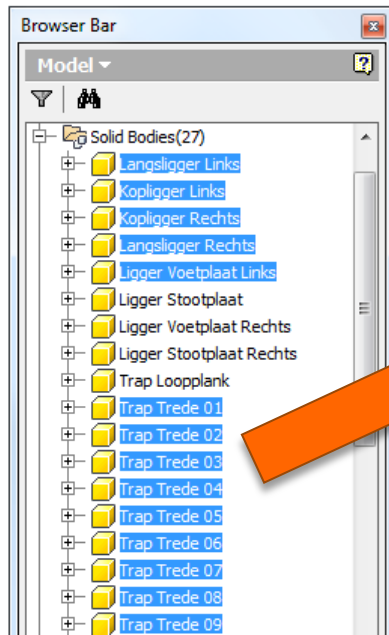 Browser Bar
Model
Solid Bodies(27)
Langsligger Links
Kopligger Links
Kopligger Rechts
Langsligger Rechts
Ligger Voetplaat Links
Ligger Stootplaat
Ligger Voetplaat Rechts
Ligger Stootplaat Rechts
Trap Loopplank
Trap Trede 01
Trap Trede 02
Trap Trede 03
Trap Trede 04
Trap Trede 05
Trap Trede 06
Trap Trede 07
Trap Trede 08
Trap Trede 09